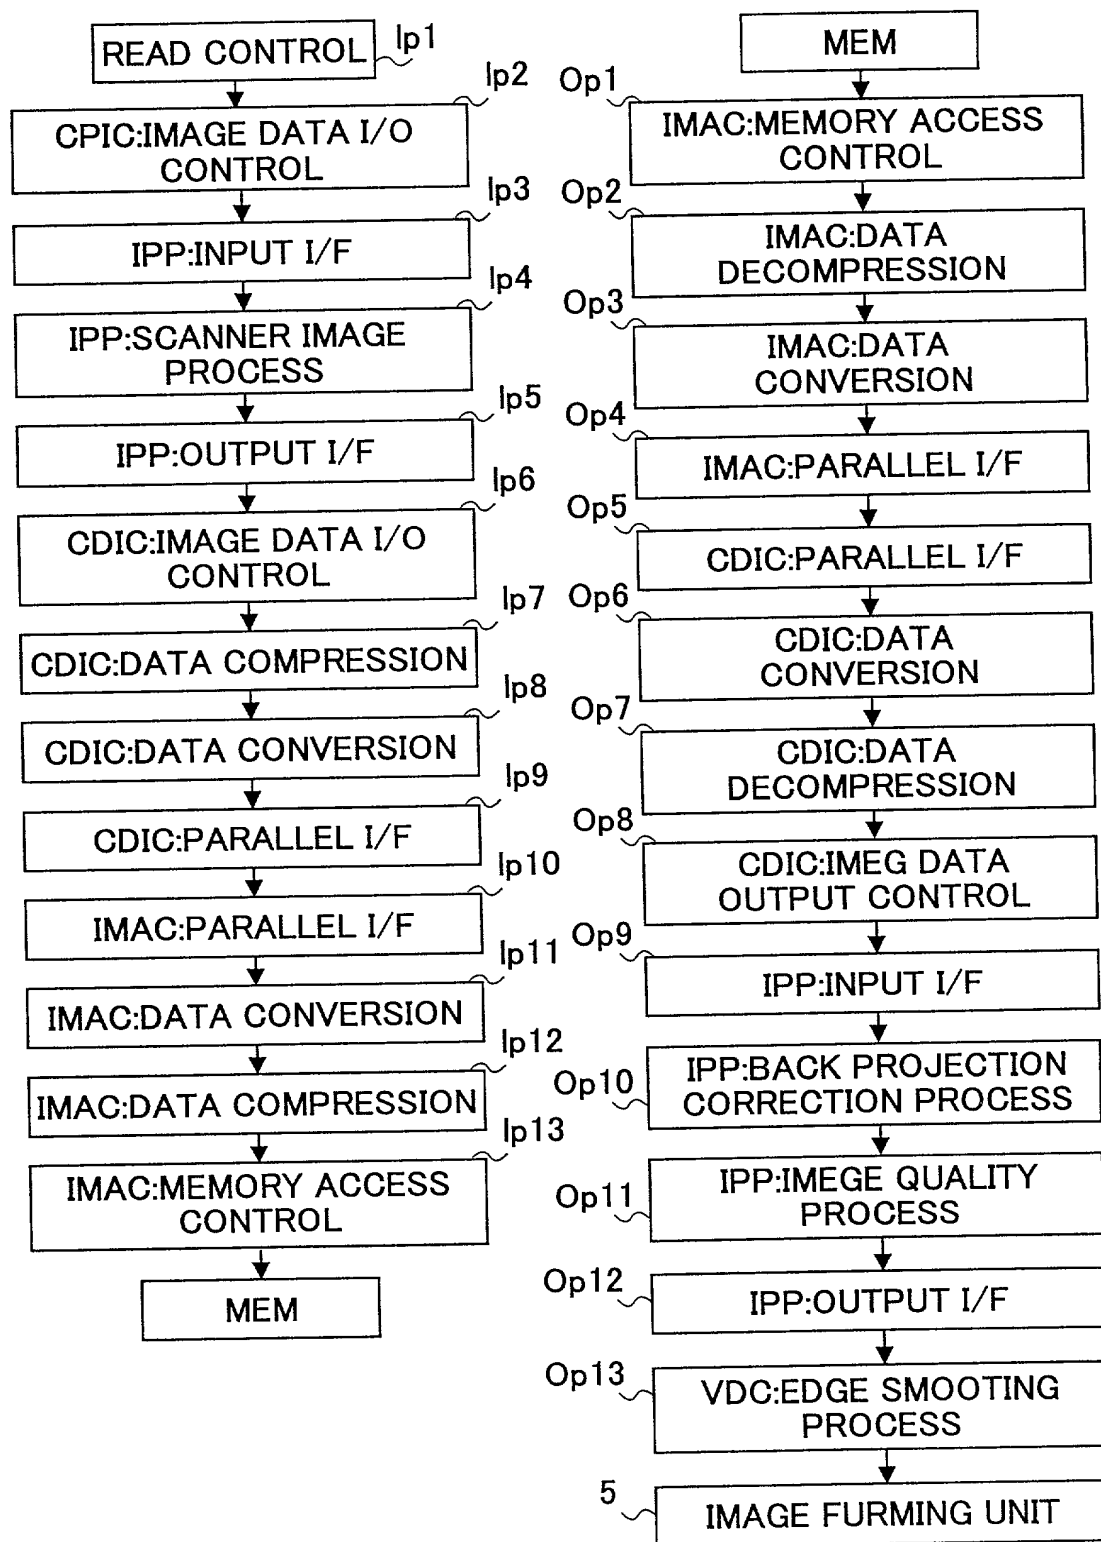 READ CONTROL
Ip1
CPIC:IMAGE DATA I/O
CONTROL
Ip2
IPP:INPUT I/F
Ip3
IPP:SCANNER IMAGE
PROCESS
Ip4
IPP:OUTPUT I/F
Ip5
CDIC:IMAGE DATA I/O
CONTROL
Ip6
CDIC:DATA COMPRESSION
Ip7
CDIC:DATA CONVERSION
Ip8
CDIC:PARALLEL I/F
Ip9
IMAC:PARALLEL I/F
Ip10
IMAC:DATA CONVERSION
Ip11
IMAC:DATA COMPRESSION
Ip12
IMAC:MEMORY ACCESS
CONTROL
Ip13
MEM
MEM
Op1
IMAC:MEMORY ACCESS
CONTROL
Op2
IMAC:DATA
DECOMPRESSION
Op3
IMAC:DATA
CONVERSION
Op4
IMAC:PARALLEL I/F
Op5
CDIC:PARALLEL I/F
Op6
CDIC:DATA
CONVERSION
Op7
CDIC:DATA
DECOMPRESSION
Op8
CDIC:IMEG DATA
OUTPUT CONTROL
Op9
IPP:INPUT I/F
Op10
IPP:BACK PROJECTION
CORRECTION PROCESS
Op11
IPP:IMEGE QUALITY
PROCESS
Op12
IPP:OUTPUT I/F
Op13
VDC:EDGE SMOOTING
PROCESS
5
IMAGE FURMING UNIT